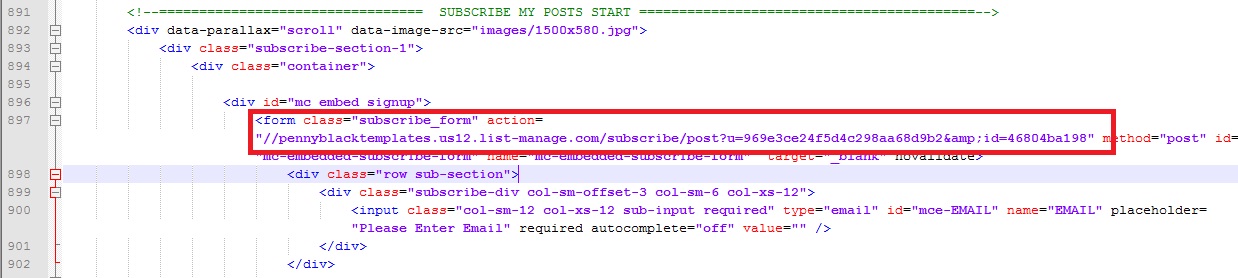 891 <!--================================= SUBSCRIBE MY POSTS START ==========================================-->
892 <div data-parallax="scroll" data-image-src="images/1500x580.jpg">
893 <div class="subscribe-section-1">
894 <div class="container">
895
896 <div id="mc embed signup">
897 <form class="subscribe_form" action=
"//pennyblacktemplates.us12.list-manage.com/subscribe/post?u=969e3ce24f5d4c298aa68d9b2&amp;id=46804ba198" method="post" id=
"mc-embedded-subscribe-form" name="mc-embedded-subscribe-form" target="_blank" novalidate>
898 <div class="row sub-section">
899 <div class="subscribe-div col-sm-offset-3 col-sm-6 col-xs-12">
900 <input class="col-sm-12 col-xs-12 sub-input required" type="email" id="mce-EMAIL" name="EMAIL" placeholder=
"Please Enter Email" required autocomplete="off" value="" />
901 </div>
902 </div>